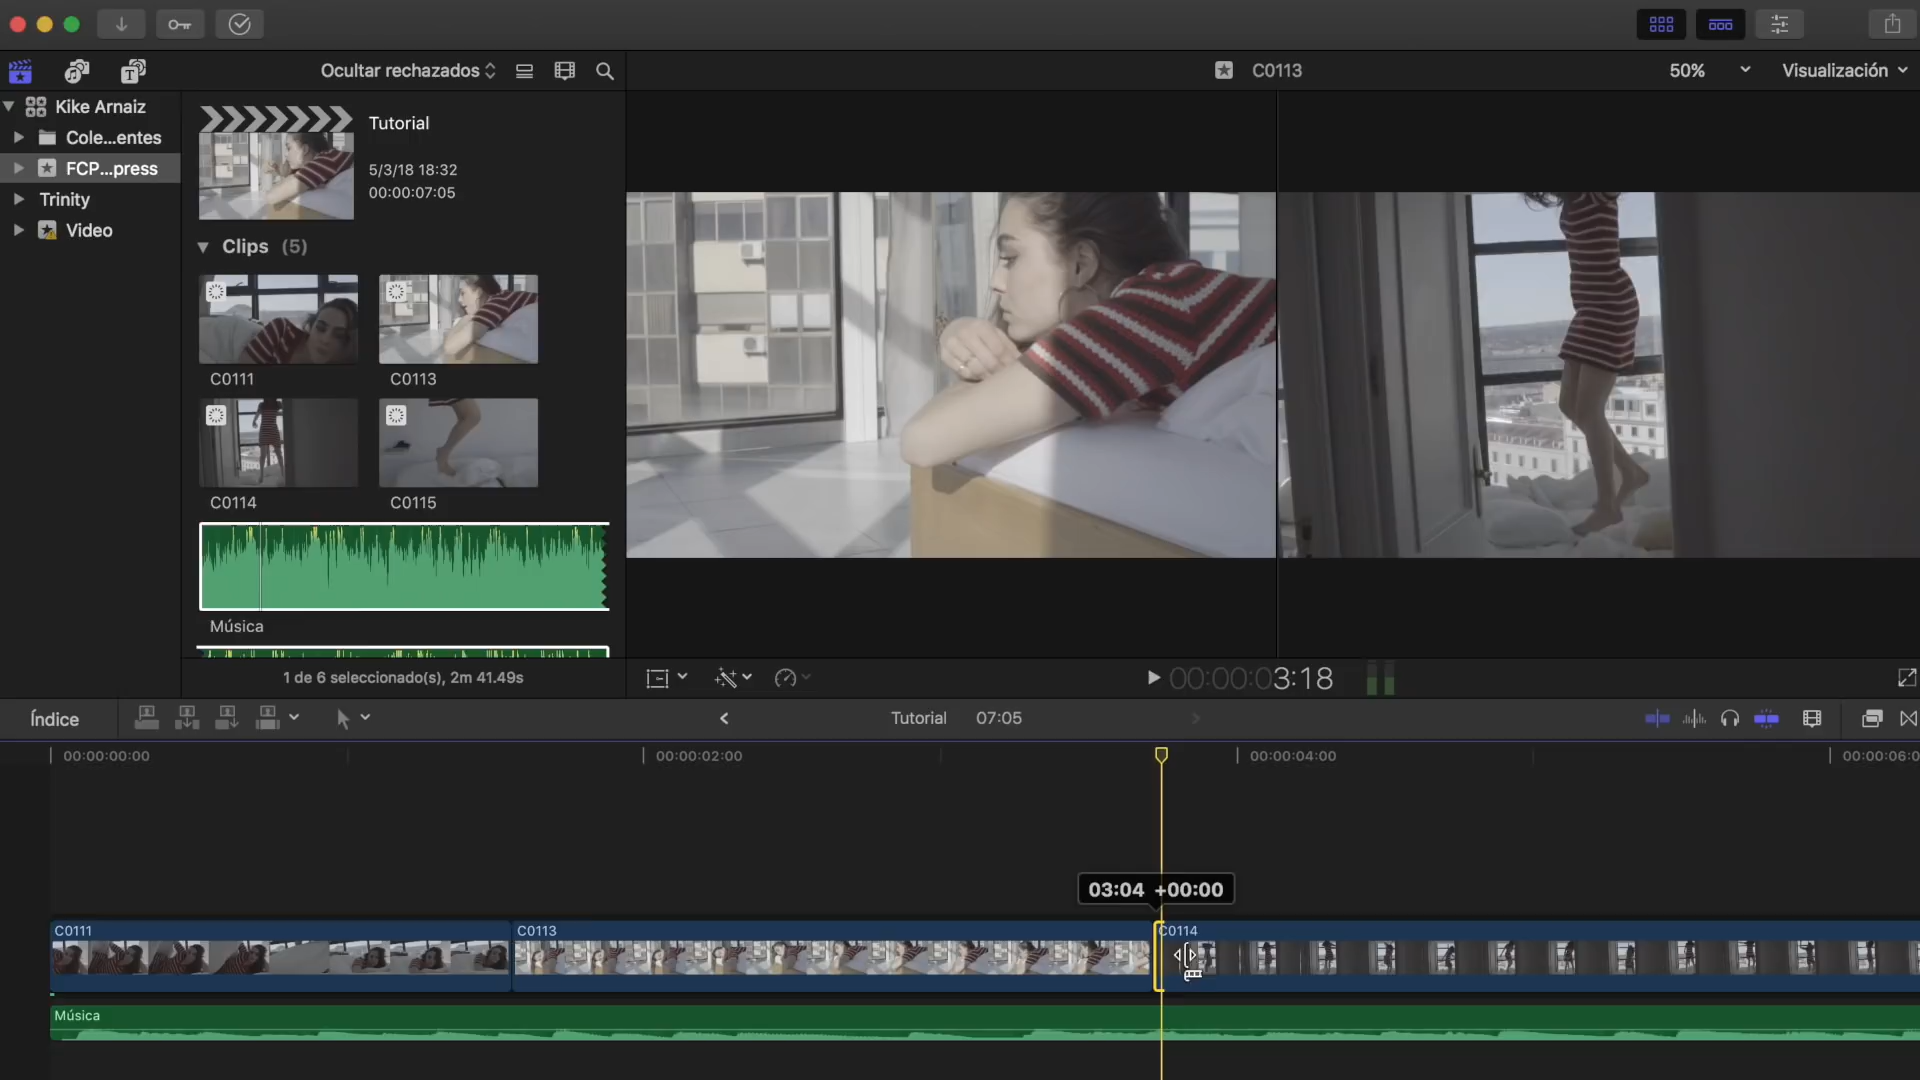 Ocultar rechazados
C0113
50%
Visualización
Kike Arnaiz
Cole...entes
FCP...press
Trinity
Video
Tutorial
5/3/18 18:32
00:00:07:05
Clips (5)
C0111
C0113
C0114
C0115
Música
1 de 6 seleccionado(s), 2m 41.49s
00:00:00:03:18
Índice
Tutorial 07:05
00:00:00:00
00:00:02:00
00:00:04:00
00:00:06:0
03:04 +00:00
C0111
C0113
C0114
Música